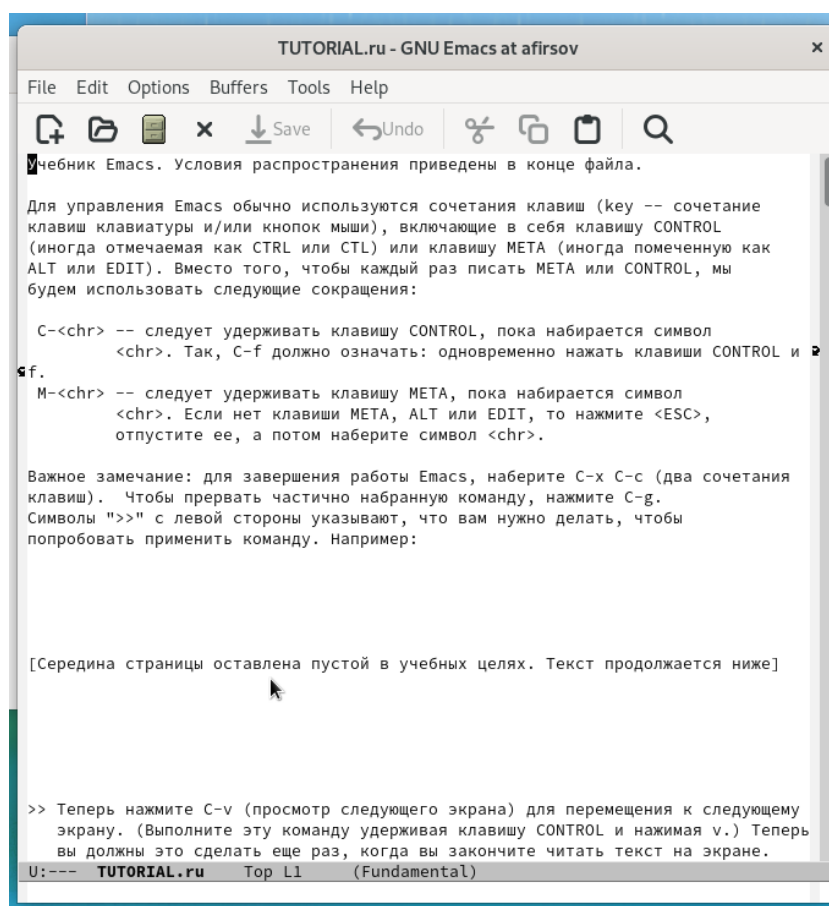 TUTORIAL.ru - GNU Emacs at afirsov
File Edit Options Buffers Tools Help
Save Undo
Учебник Emacs. Условия распространения приведены в конце файла.
Для управления Emacs обычно используются сочетания клавиш (key -- сочетание
клавиш клавиатуры и/или кнопок мыши), включающие в себя клавишу CONTROL
(иногда отмечаемая как CTRL или CTL) или клавишу META (иногда помеченную как
ALT или EDIT). Вместо того, чтобы каждый раз писать META или CONTROL, мы
будем использовать следующие сокращения:
C-<chr> -- следует удерживать клавишу CONTROL, пока набирается символ
<chr>. Так, C-f должно означать: одновременно нажать клавиши CONTROL и
f.
M-<chr> -- следует удерживать клавишу META, пока набирается символ
<chr>. Если нет клавиши META, ALT или EDIT, то нажмите <ESC>,
отпустите ее, а потом наберите символ <chr>.
Важное замечание: для завершения работы Emacs, наберите C-x C-c (два сочетания
клавиш).  Чтобы прервать частично набранную команду, нажмите C-g.
Символы ">>" с левой стороны указывают, что вам нужно делать, чтобы
попробовать применить команду. Например:
[Середина страницы оставлена пустой в учебных целях. Текст продолжается ниже]
>> Теперь нажмите C-v (просмотр следующего экрана) для перемещения к следующему
экрану. (Выполните эту команду удерживая клавишу CONTROL и нажимая v.) Теперь
вы должны это сделать еще раз, когда вы закончите читать текст на экране.
U:--- TUTORIAL.ru Top L1 (Fundamental)